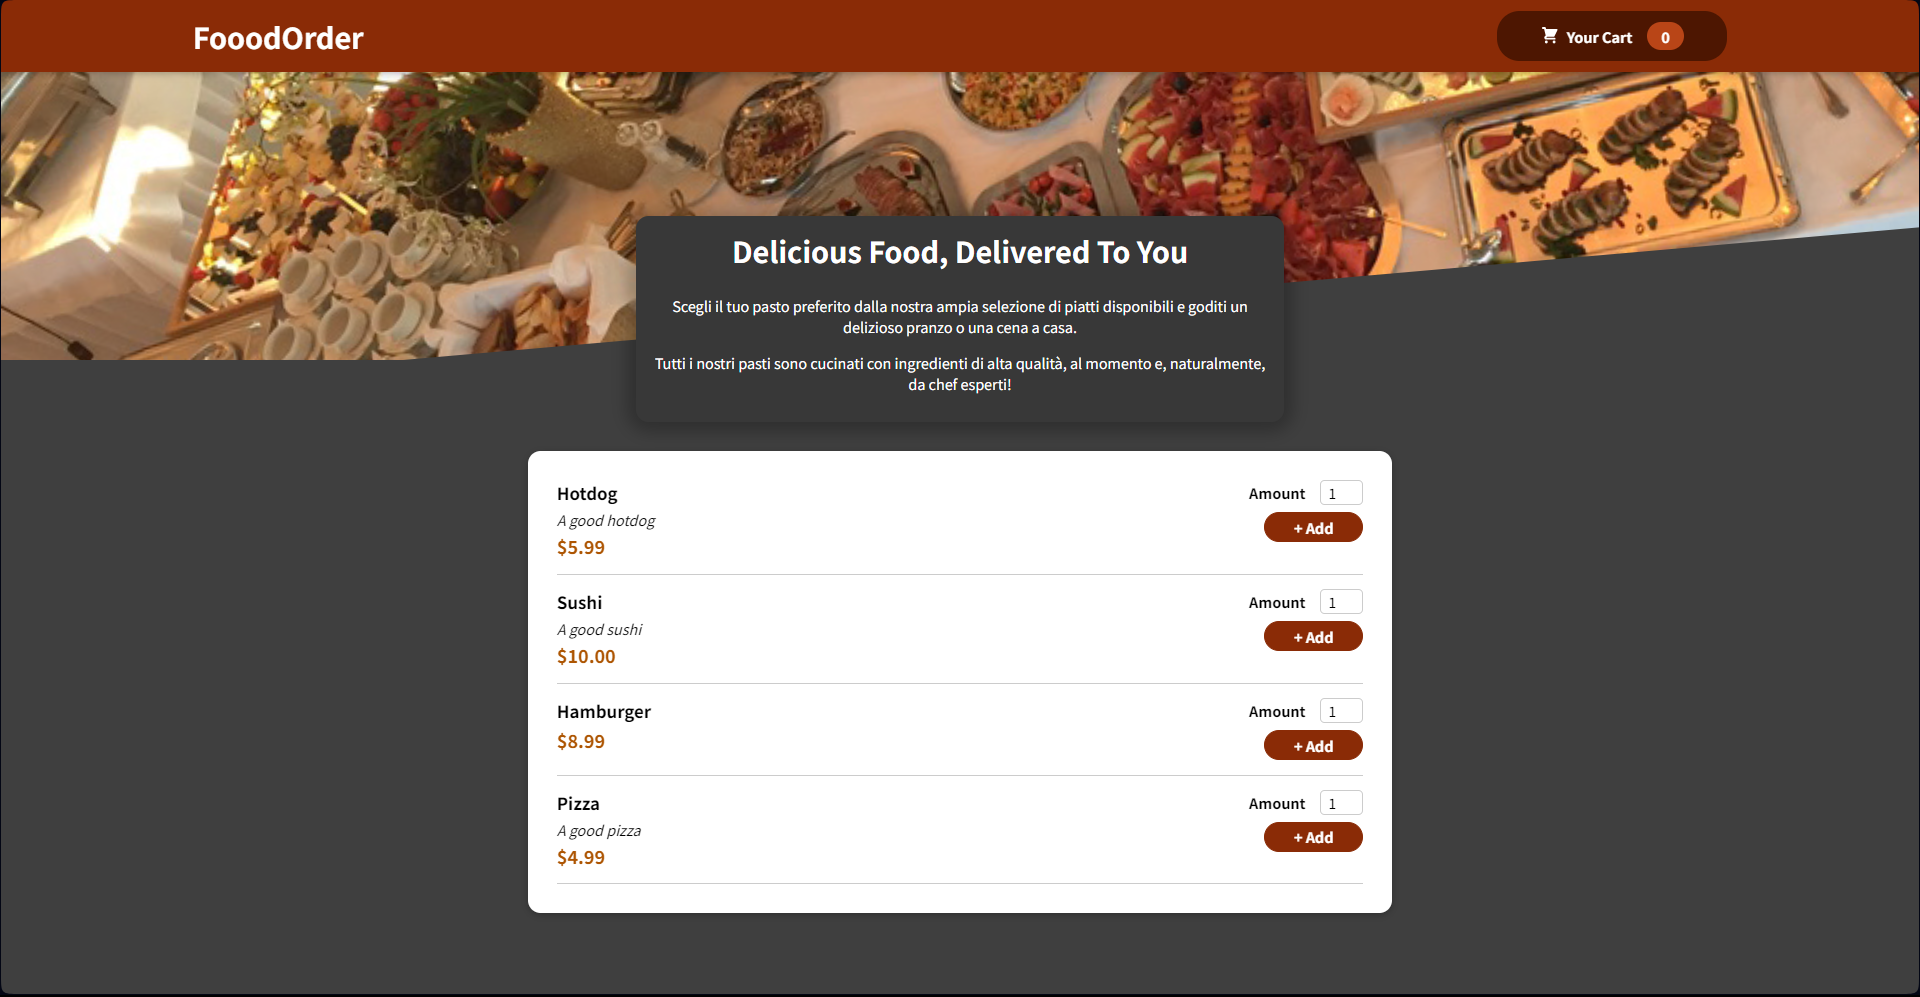 FooodOrder
Your Cart 0
Delicious Food, Delivered To You
Scegli il tuo pasto preferito dalla nostra ampia selezione di piatti disponibili e goditi un
delizioso pranzo o una cena a casa.
Tutti i nostri pasti sono cucinati con ingredienti di alta qualità, al momento e, naturalmente,
da chef esperti!
Hotdog
A good hotdog
$5.99
Amount 1
+ Add
Sushi
A good sushi
$10.00
Amount 1
+ Add
Hamburger
$8.99
Amount 1
+ Add
Pizza
A good pizza
$4.99
Amount 1
+ Add